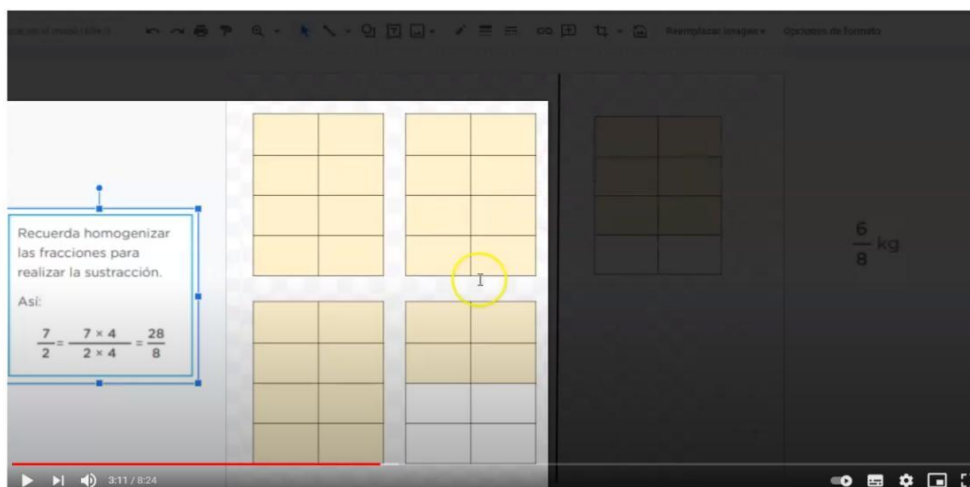 Reemplazar imagen Opciones de formato
Recuerda homogenizar
las fracciones para
realizar la sustracción.
Así:
7/2 = 7 × 4 / 2 × 4 = 28/8
6/8 kg
3:11 / 8:24